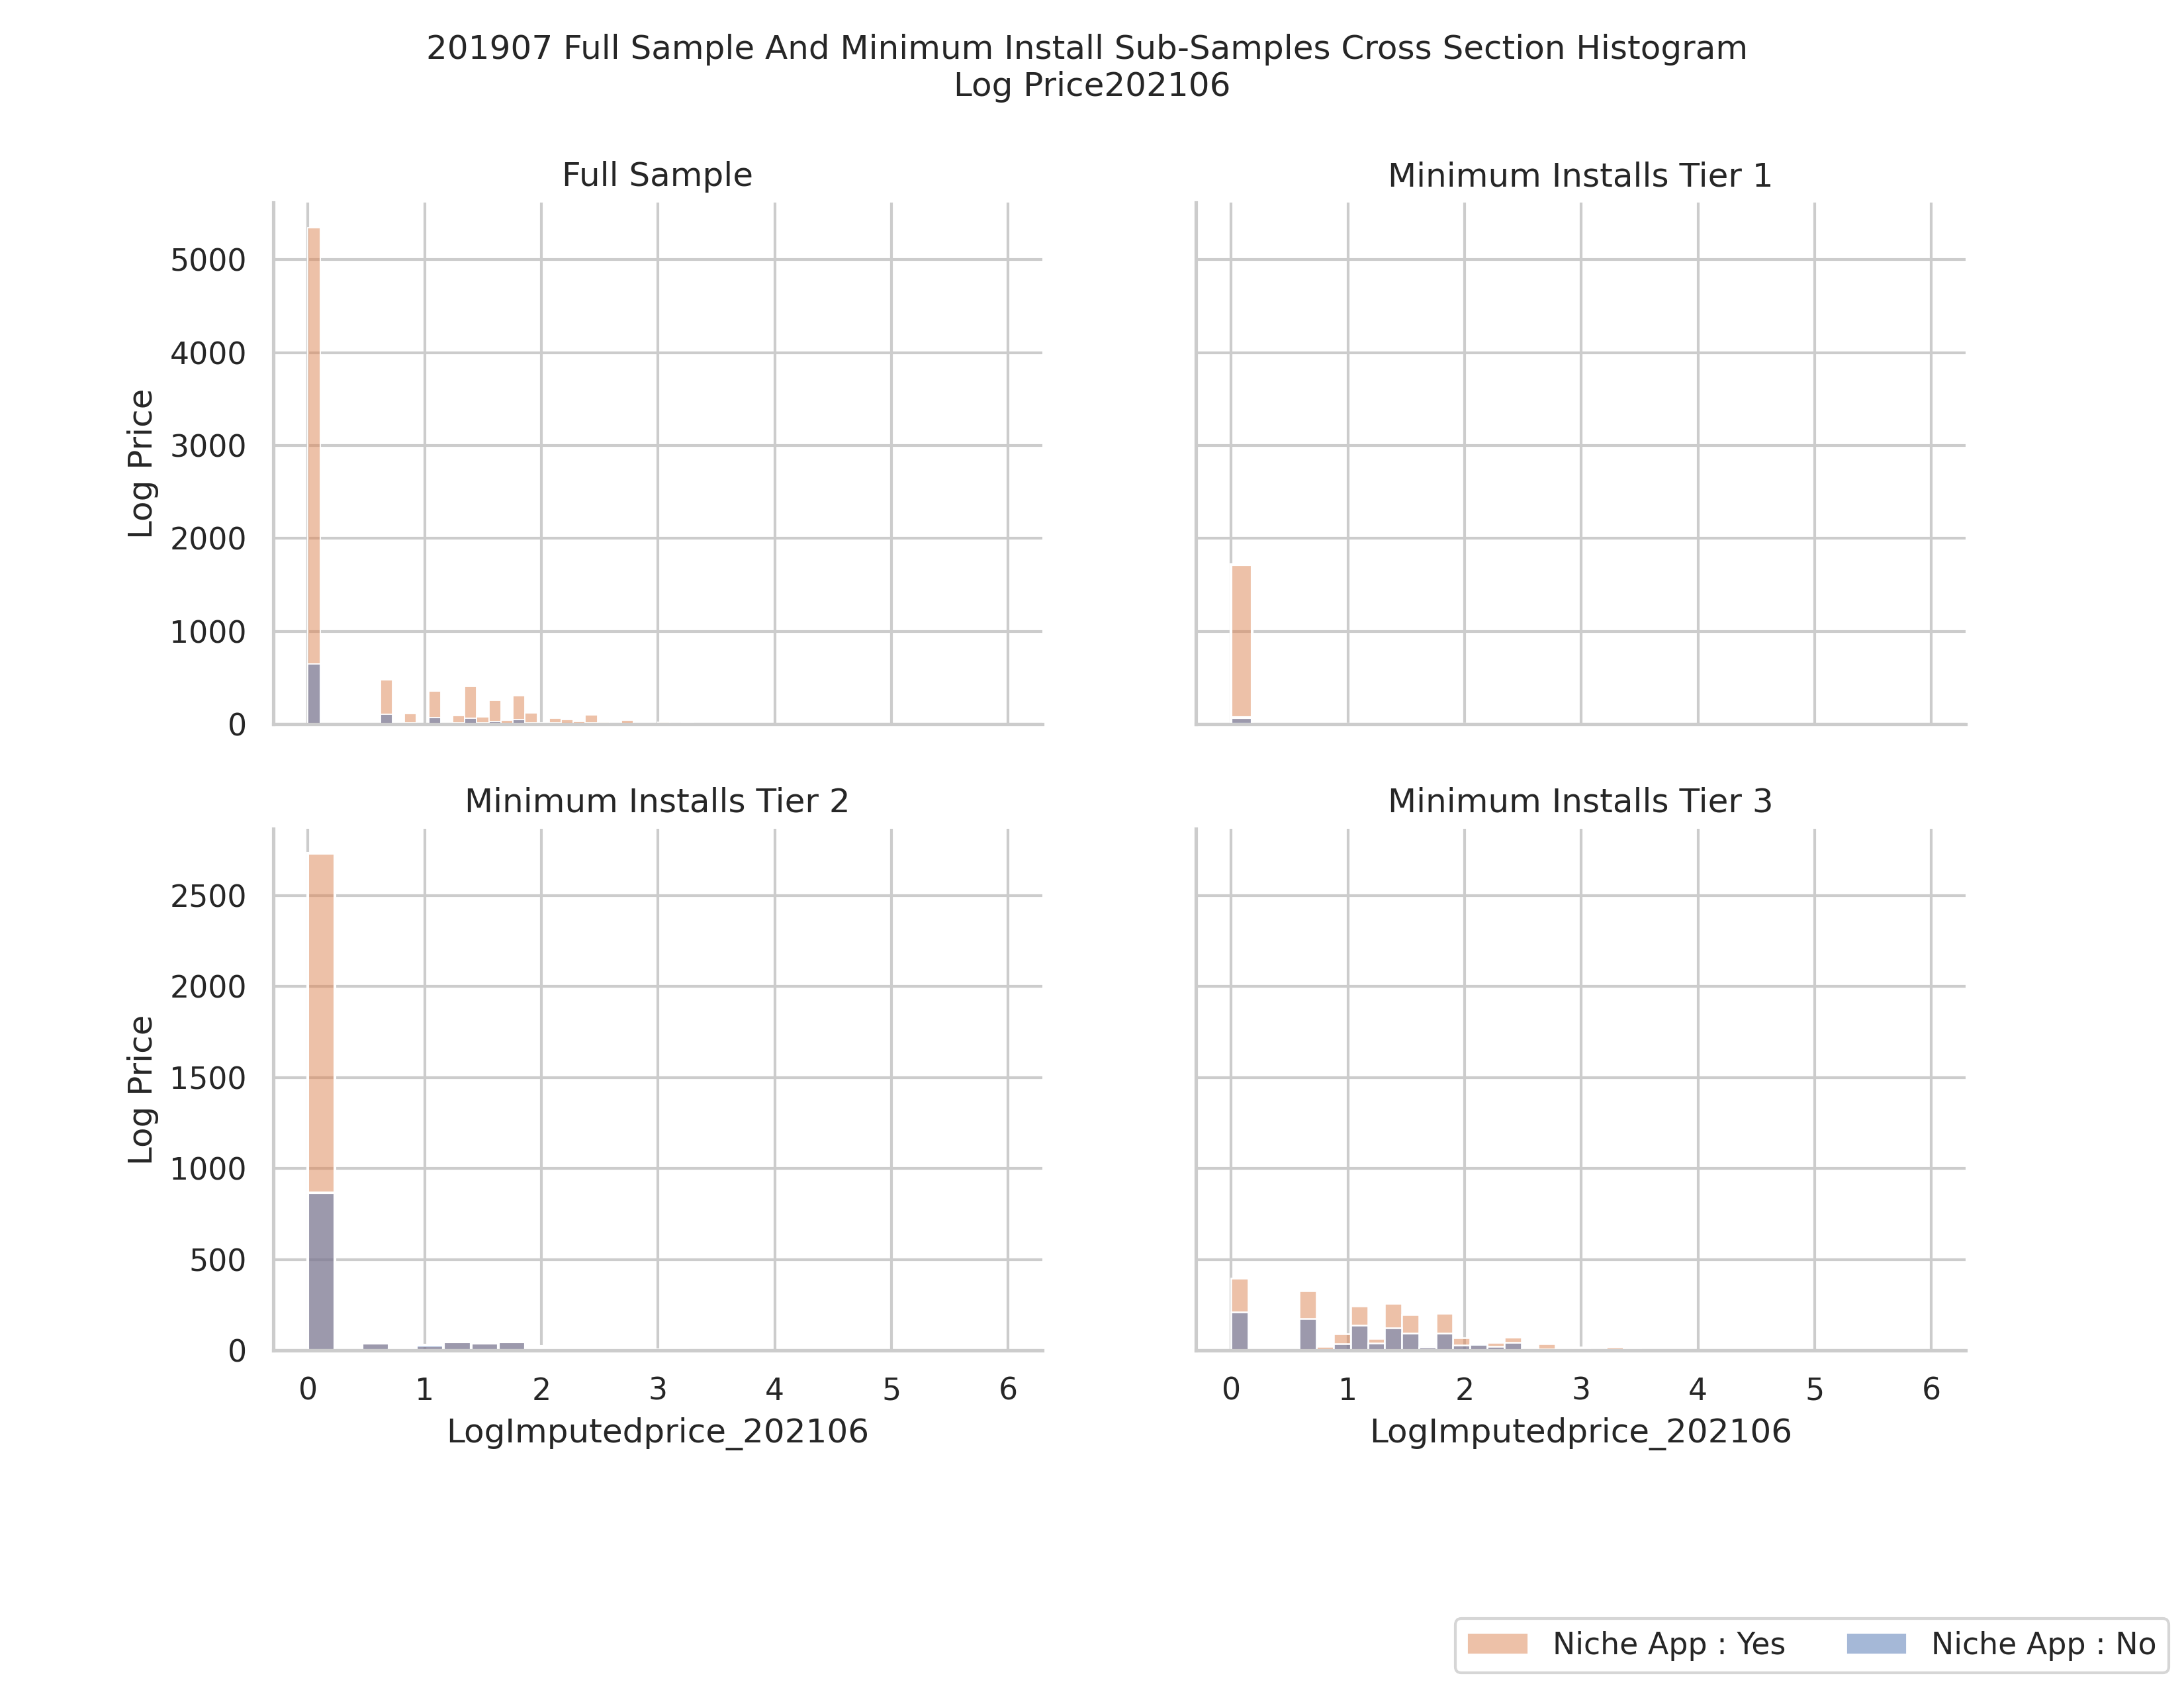 201907 Full Sample And Minimum Install Sub-Samples Cross Section Histogram
Log Price202106
Full Sample
Minimum Installs Tier 1
5000
4000
3000
2000
1000
0
Log Price
Minimum Installs Tier 2
Minimum Installs Tier 3
2500
2000
1500
1000
500
0
Log Price
0 1 2 3 4 5 6
0 1 2 3 4 5 6
LogImputedprice_202106
LogImputedprice_202106
Niche App : Yes
Niche App : No